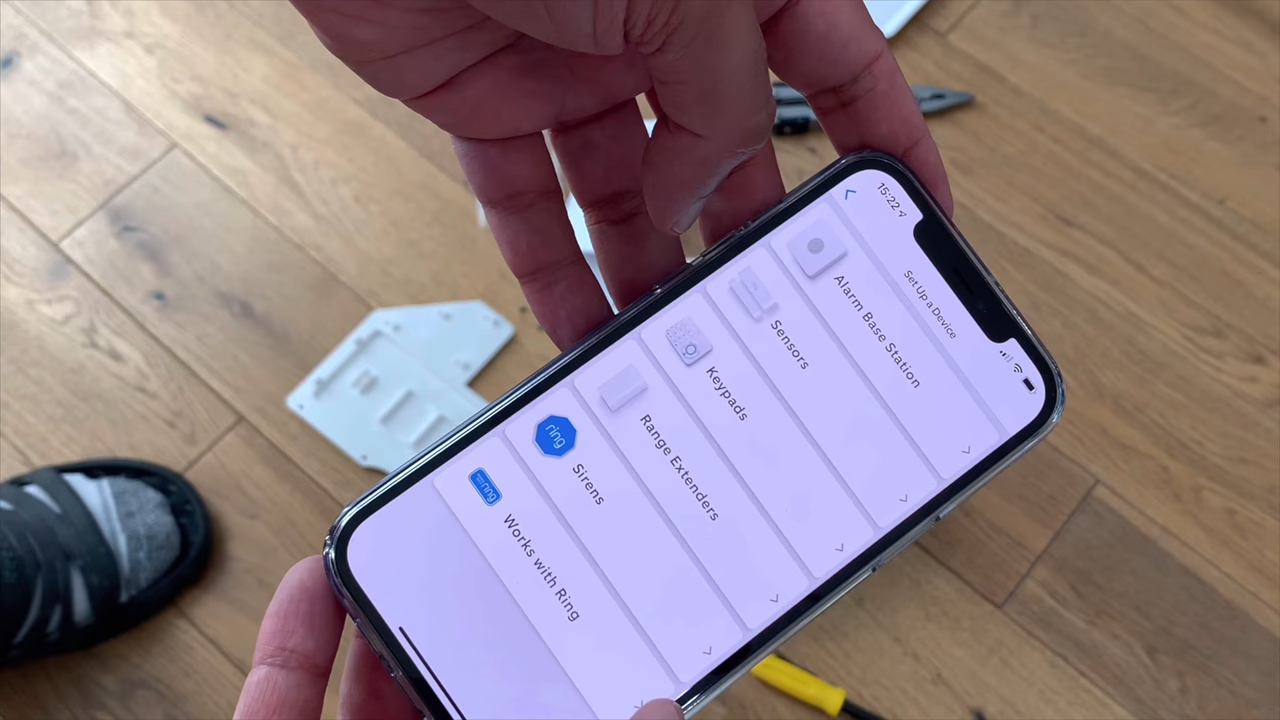 15:22
Set Up a Device
Alarm Base Station
Sensors
Keypads
Range Extenders
ring
Sirens
ring
Works with Ring